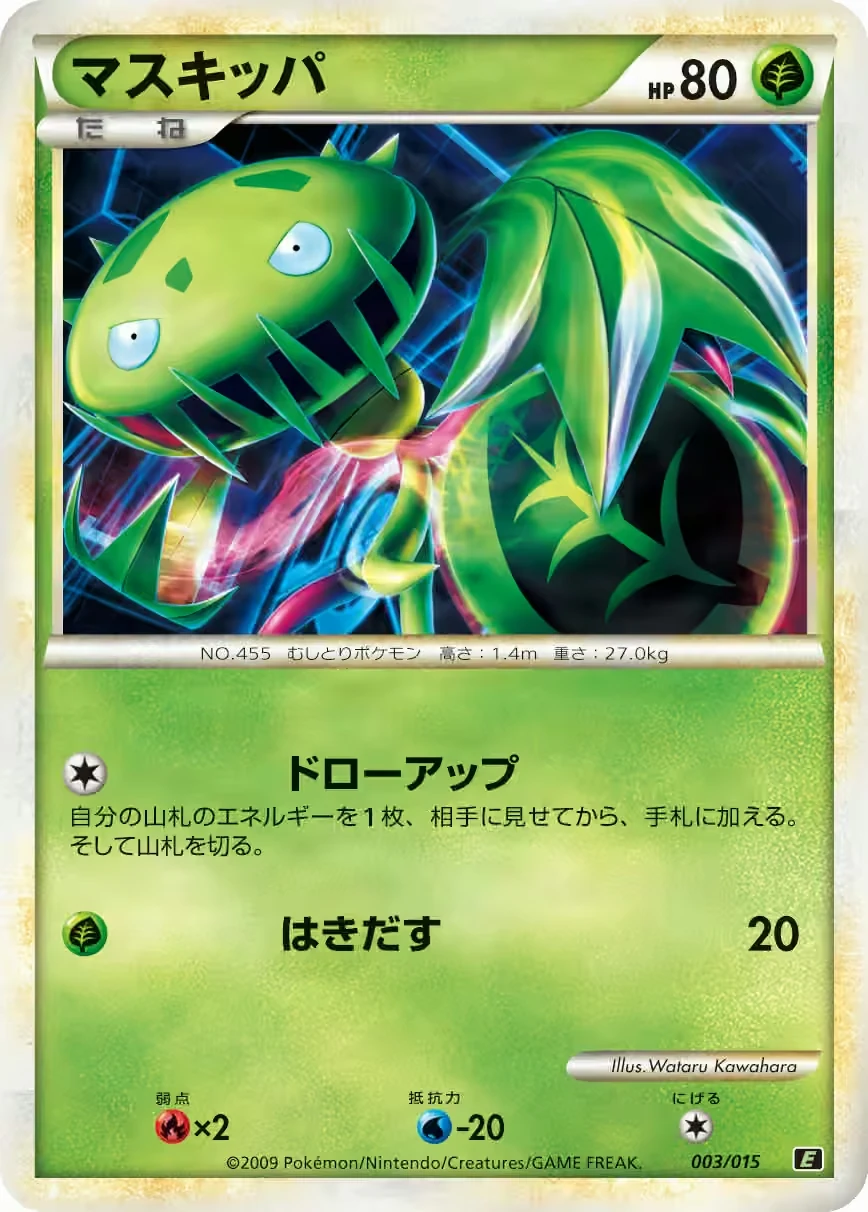 マスキッパ
HP80
たね
NO.455 むしとりポケモン 高さ：1.4m 重さ：27.0kg
ドローアップ
自分の山札のエネルギーを1枚、相手に見せてから、手札に加える。
そして山札を切る。
はきだす 20
Illus.Wataru Kawahara
弱点 抵抗力 にげる
×2 -20
©2009 Pokémon/Nintendo/Creatures/GAME FREAK. 003/015 E